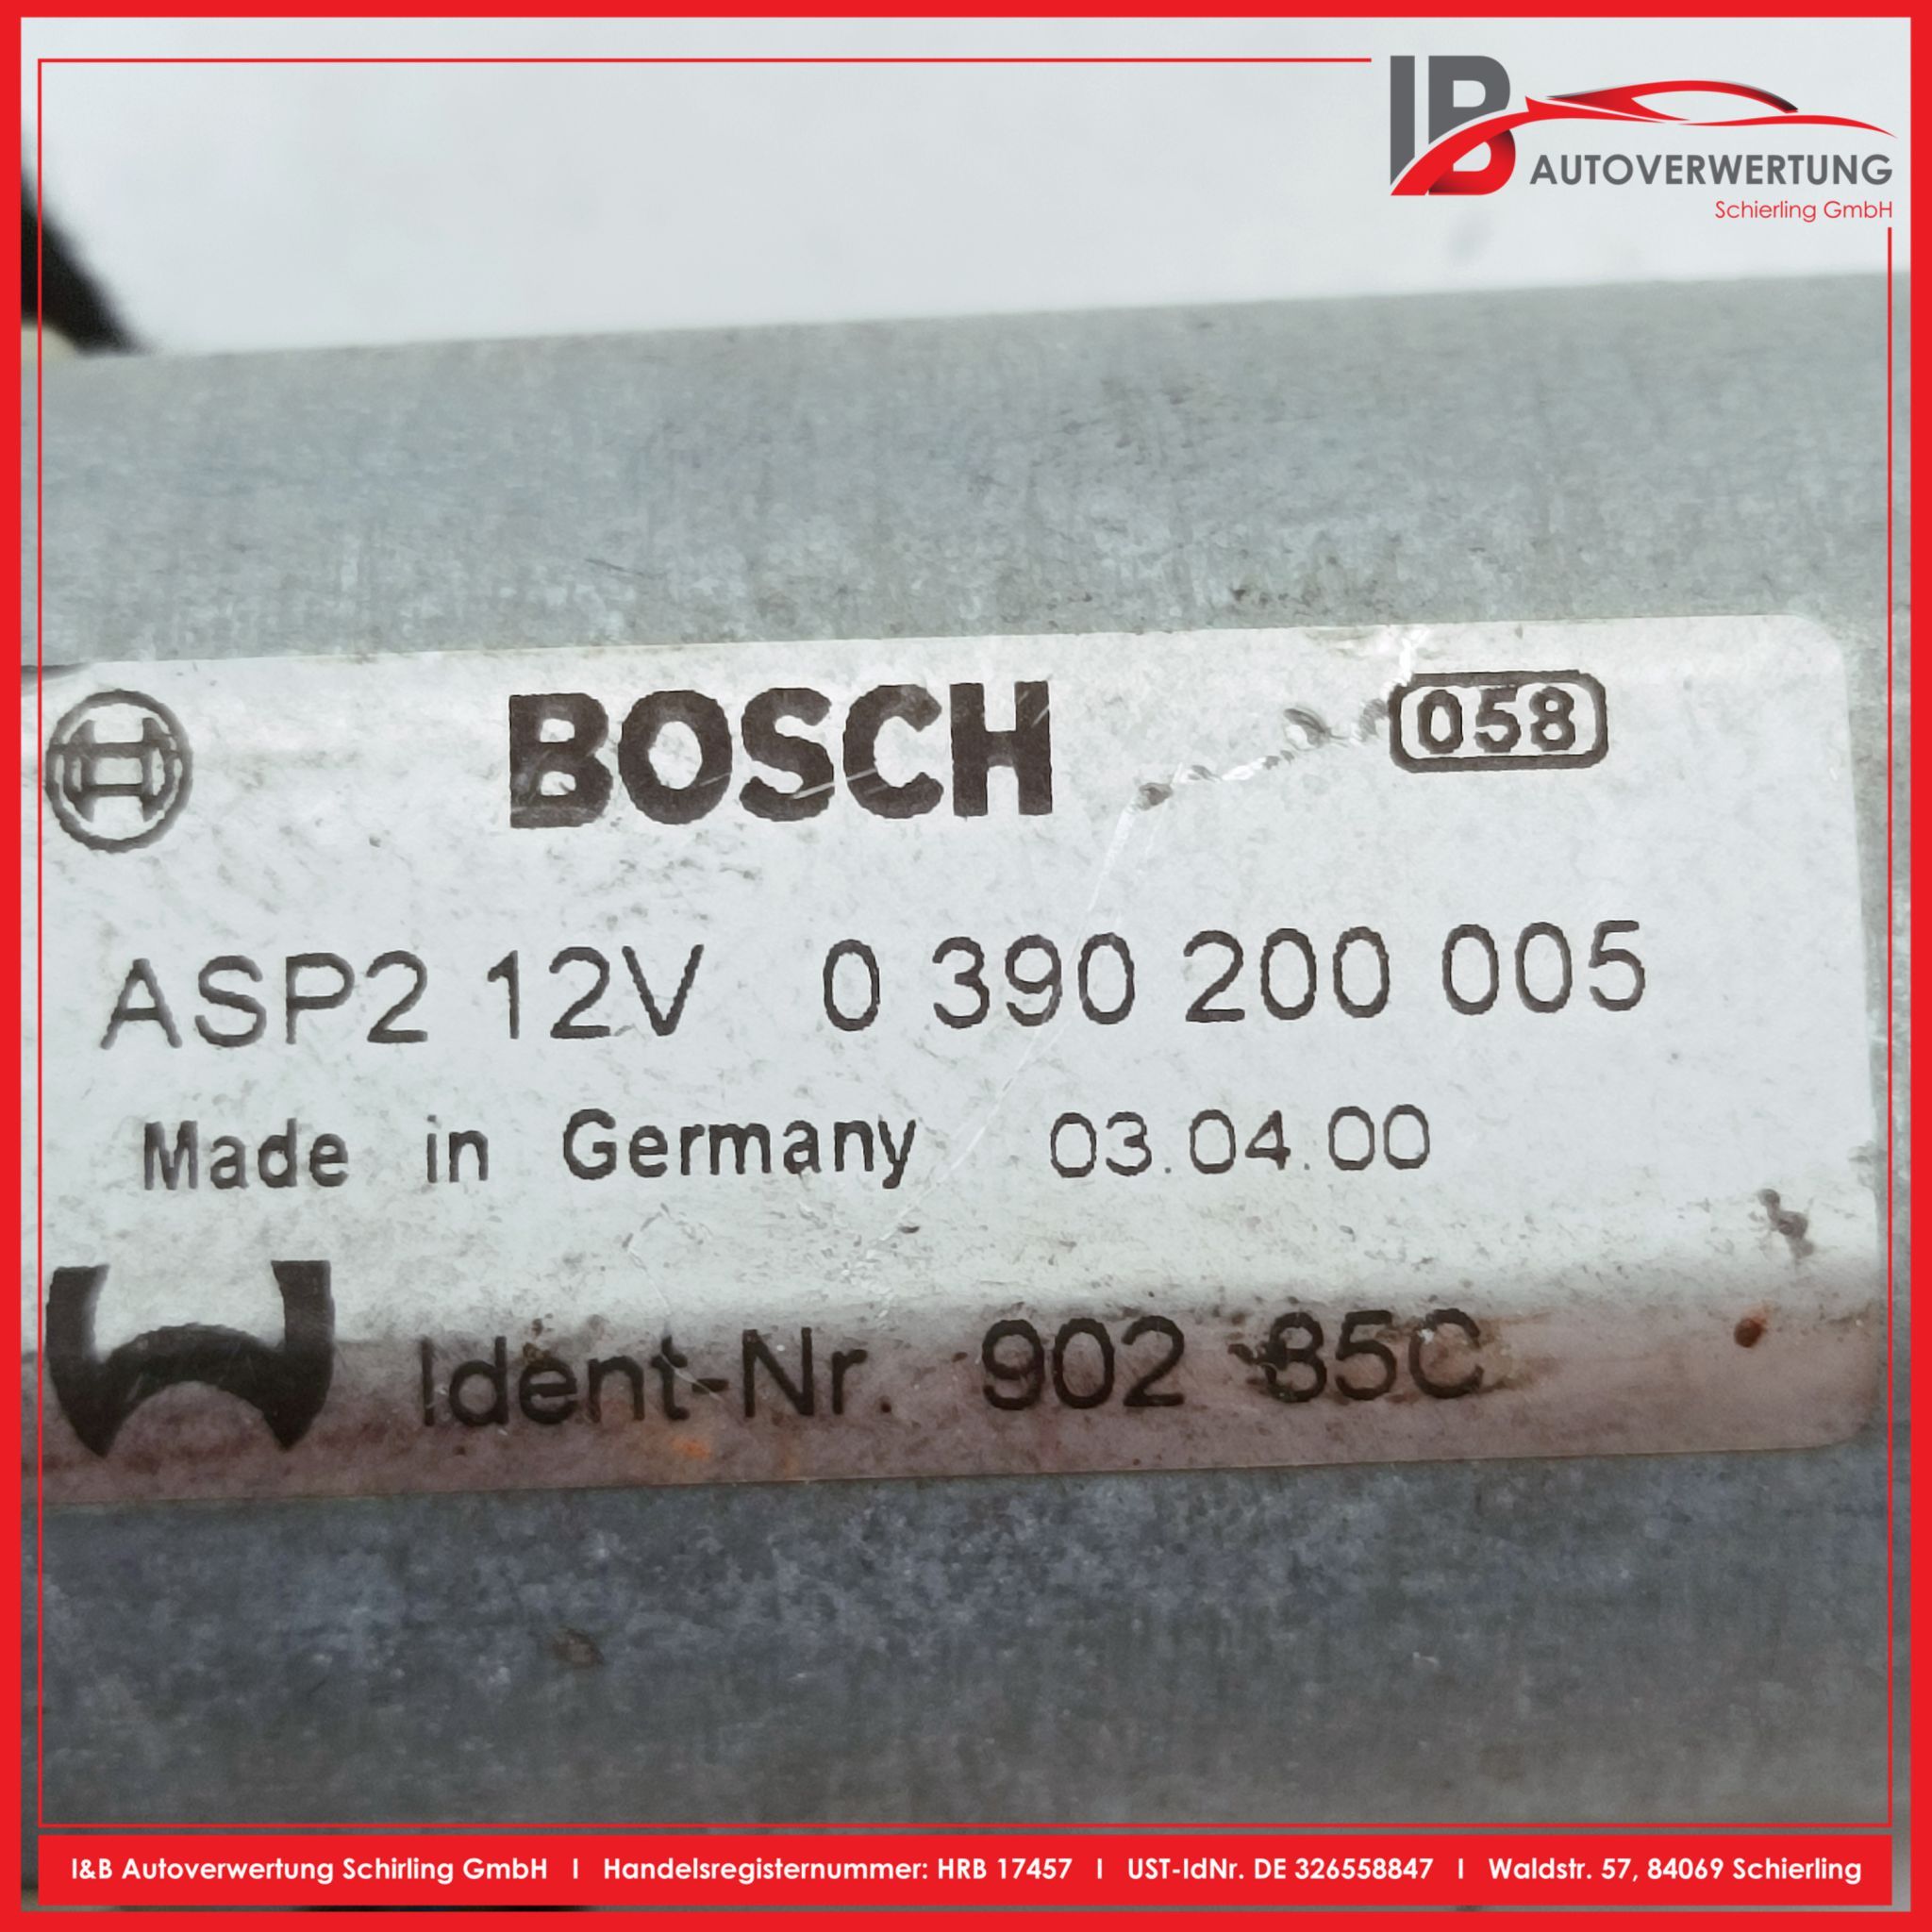 IB
AUTOVERWERTUNG
Schierling GmbH
BOSCH
058
ASP2 12V 0 390 200 005
Made in Germany 03.04.00
Ident-Nr. 902 85C
I&B Autoverwertung Schirling GmbH I Handelsregisternummer: HRB 17457 I UST-IdNr. DE 326558847 I Waldstr. 57, 84069 Schierling